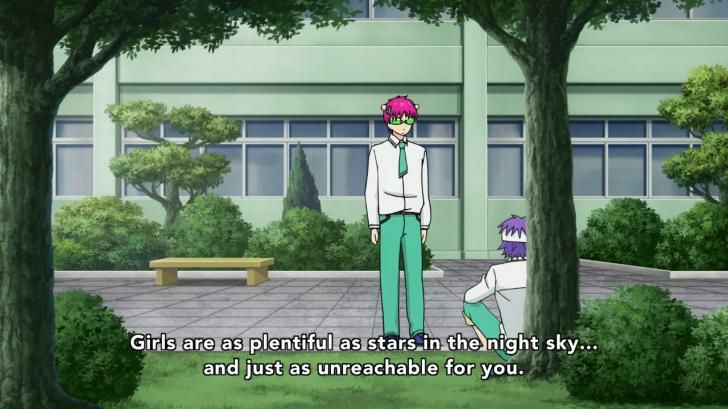 Girls are as plentiful as stars in the night sky...
and just as unreachable for you.